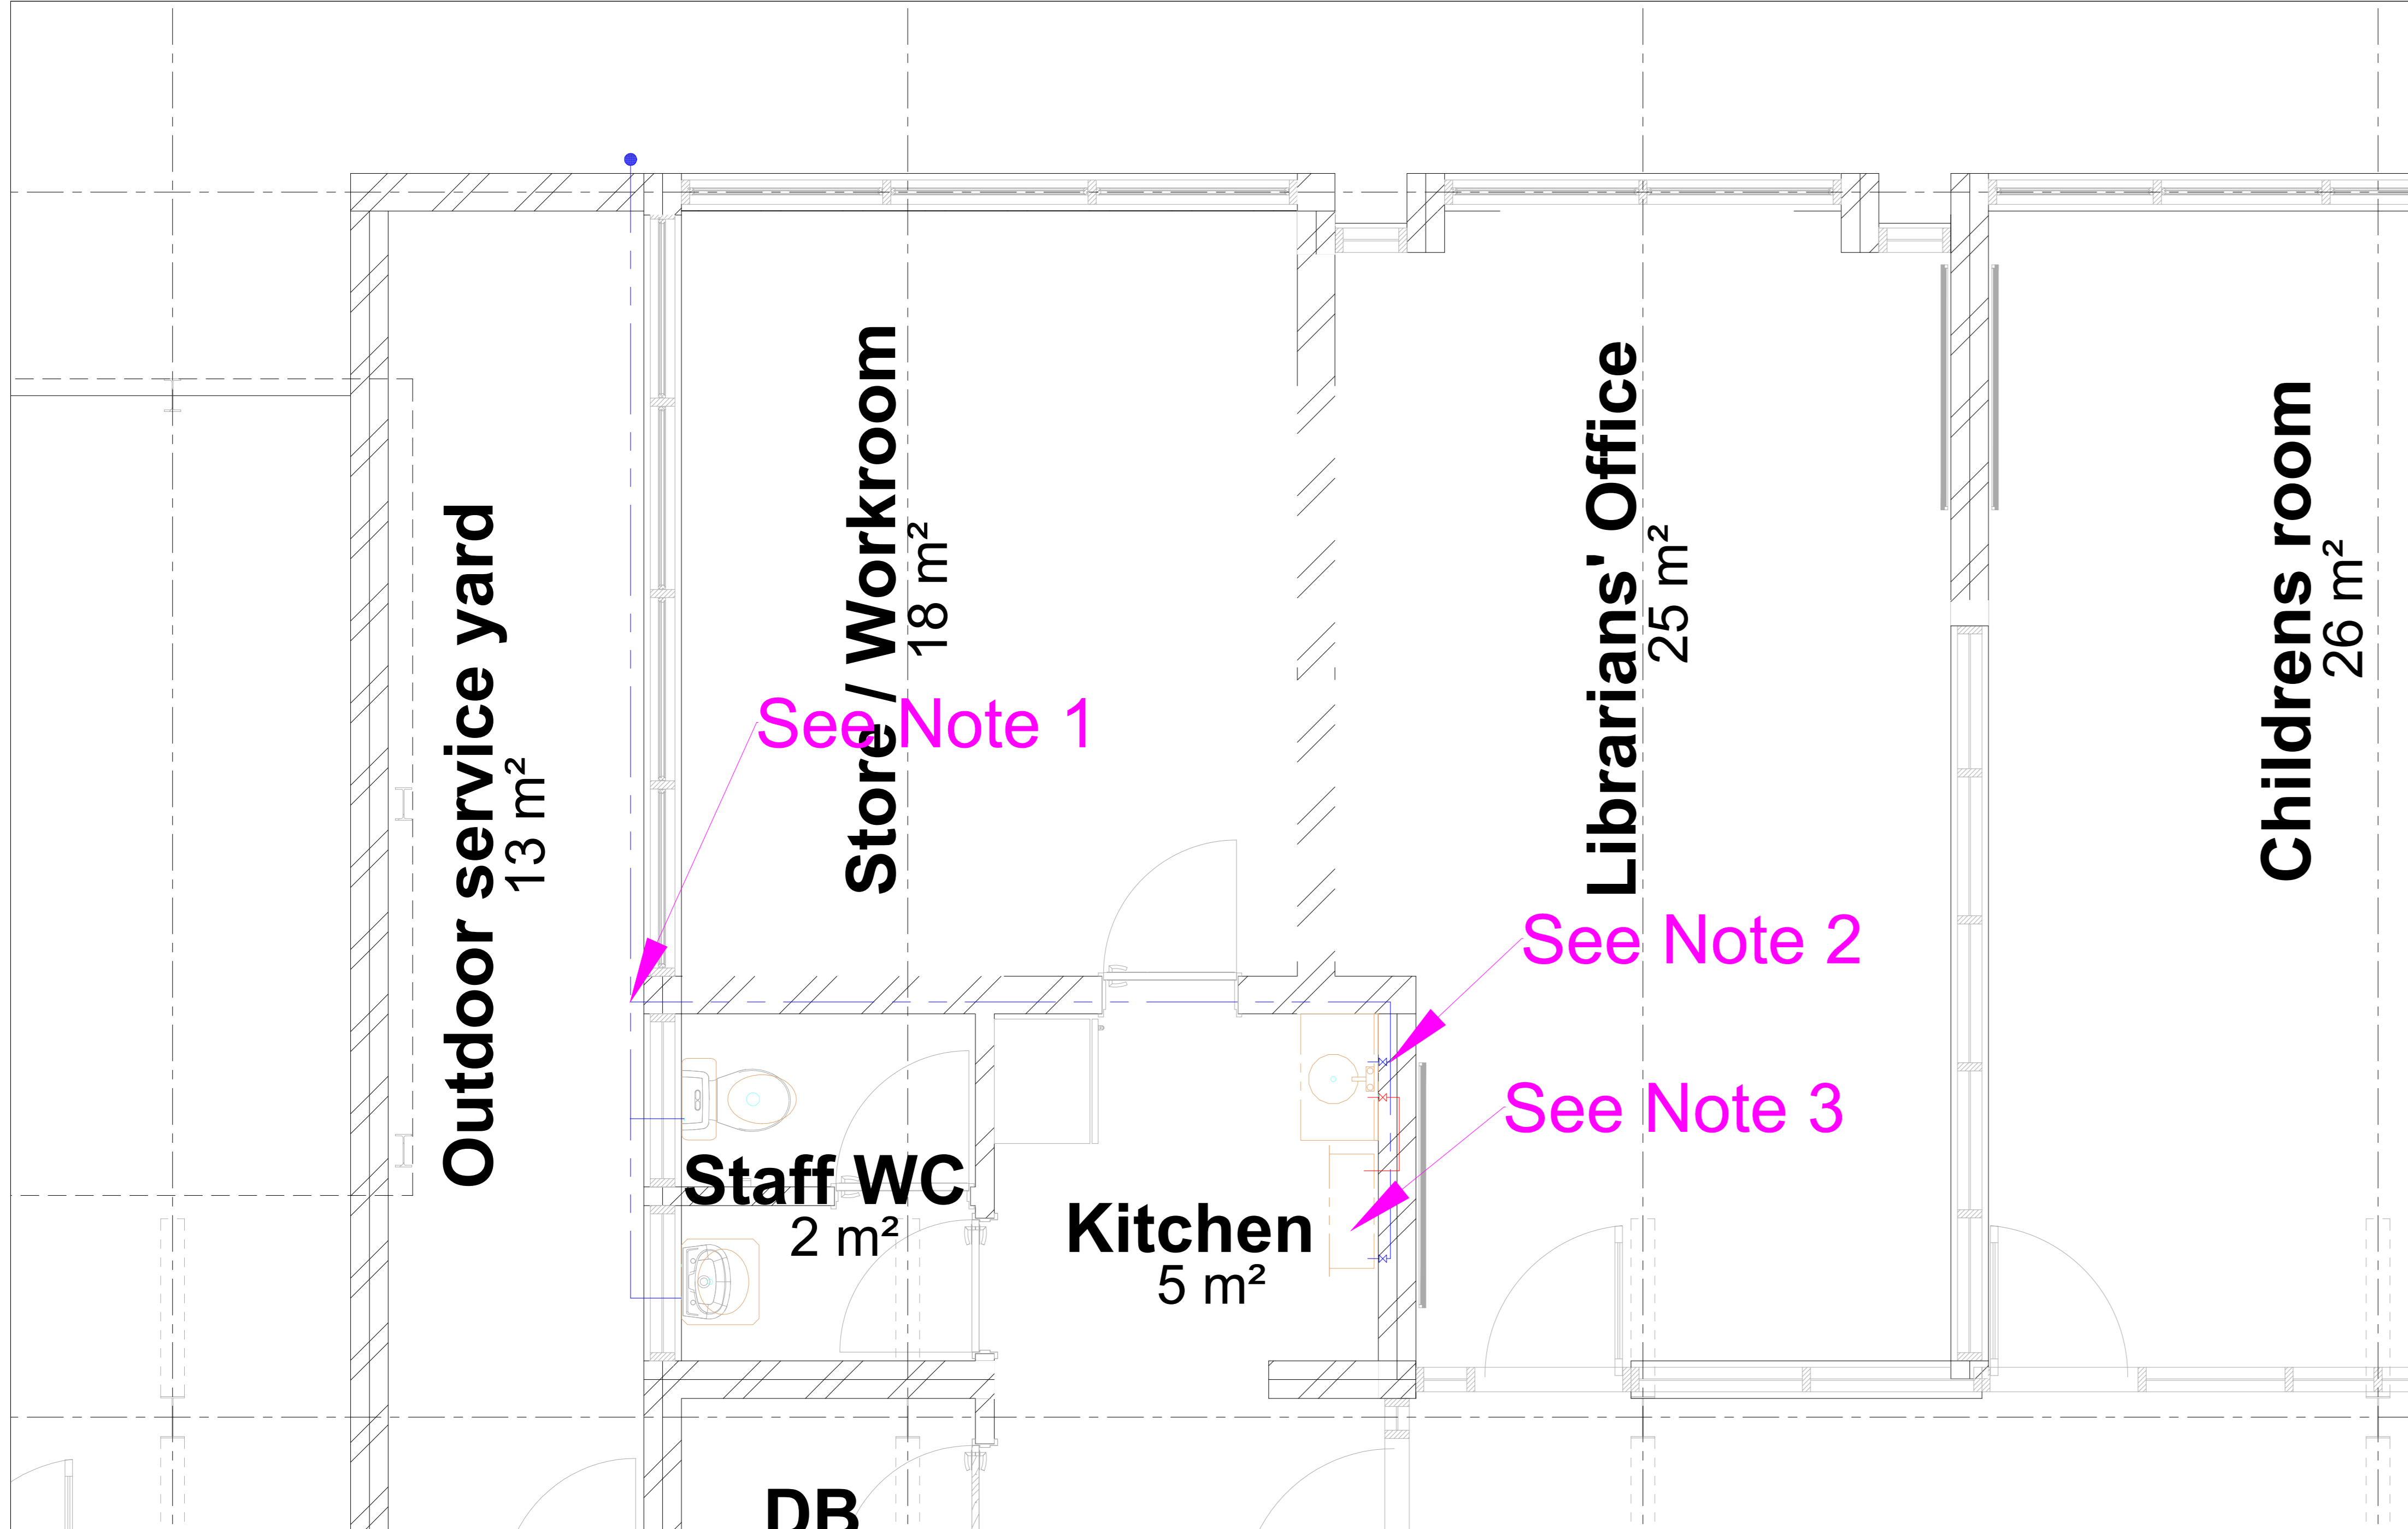 Outdoor service yard
13 m²
Store / Workroom
18 m²
Librarians' Office
25 m²
Childrens room
26 m²
See Note 1
See Note 2
See Note 3
Staff WC
2 m²
Kitchen
5 m²
DB